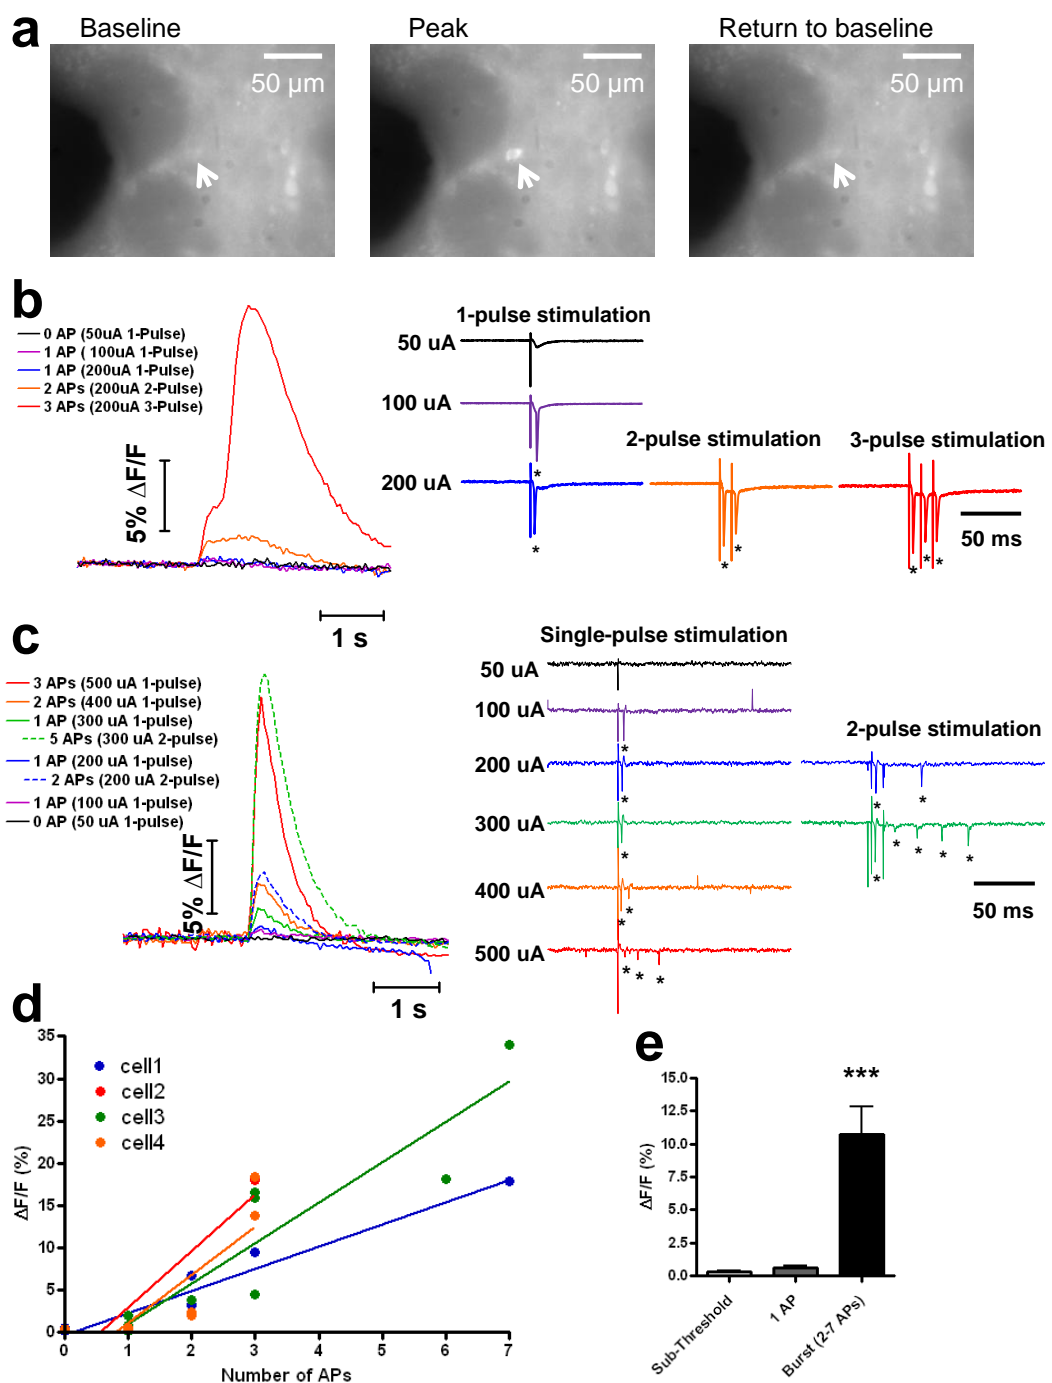 a
Baseline
Peak
Return to baseline
50 µm
50 µm
50 µm
b
0 AP (50uA 1-Pulse)
1 AP ( 100uA 1-Pulse)
1 AP (200uA 1-Pulse)
2 APs (200uA 2-Pulse)
3 APs (200uA 3-Pulse)
5% ΔF/F
1 s
1-pulse stimulation
50 uA
100 uA
*
200 uA
*
2-pulse stimulation
* *
3-pulse stimulation
* * *
50 ms
c
3 APs (500 uA 1-pulse)
2 APs (400 uA 1-pulse)
1 AP (300 uA 1-pulse)
5 APs (300 uA 2-pulse)
1 AP (200 uA 1-pulse)
2 APs (200 uA 2-pulse)
1 AP (100 uA 1-pulse)
0 AP (50 uA 1-pulse)
5% ΔF/F
1 s
Single-pulse stimulation
50 uA
100 uA
*
200 uA
*
300 uA
*
400 uA
* *
500 uA
* * *
2-pulse stimulation
* *
* * * * *
50 ms
d
35
30
25
20
15
10
5
0
ΔF/F (%)
cell1
cell2
cell3
cell4
0 1 2 3 4 5 6 7
Number of APs
e
15.0
12.5
10.0
7.5
5.0
2.5
0.0
ΔF/F (%)
***
Sub-Threshold
1 AP
Burst (2-7 APs)